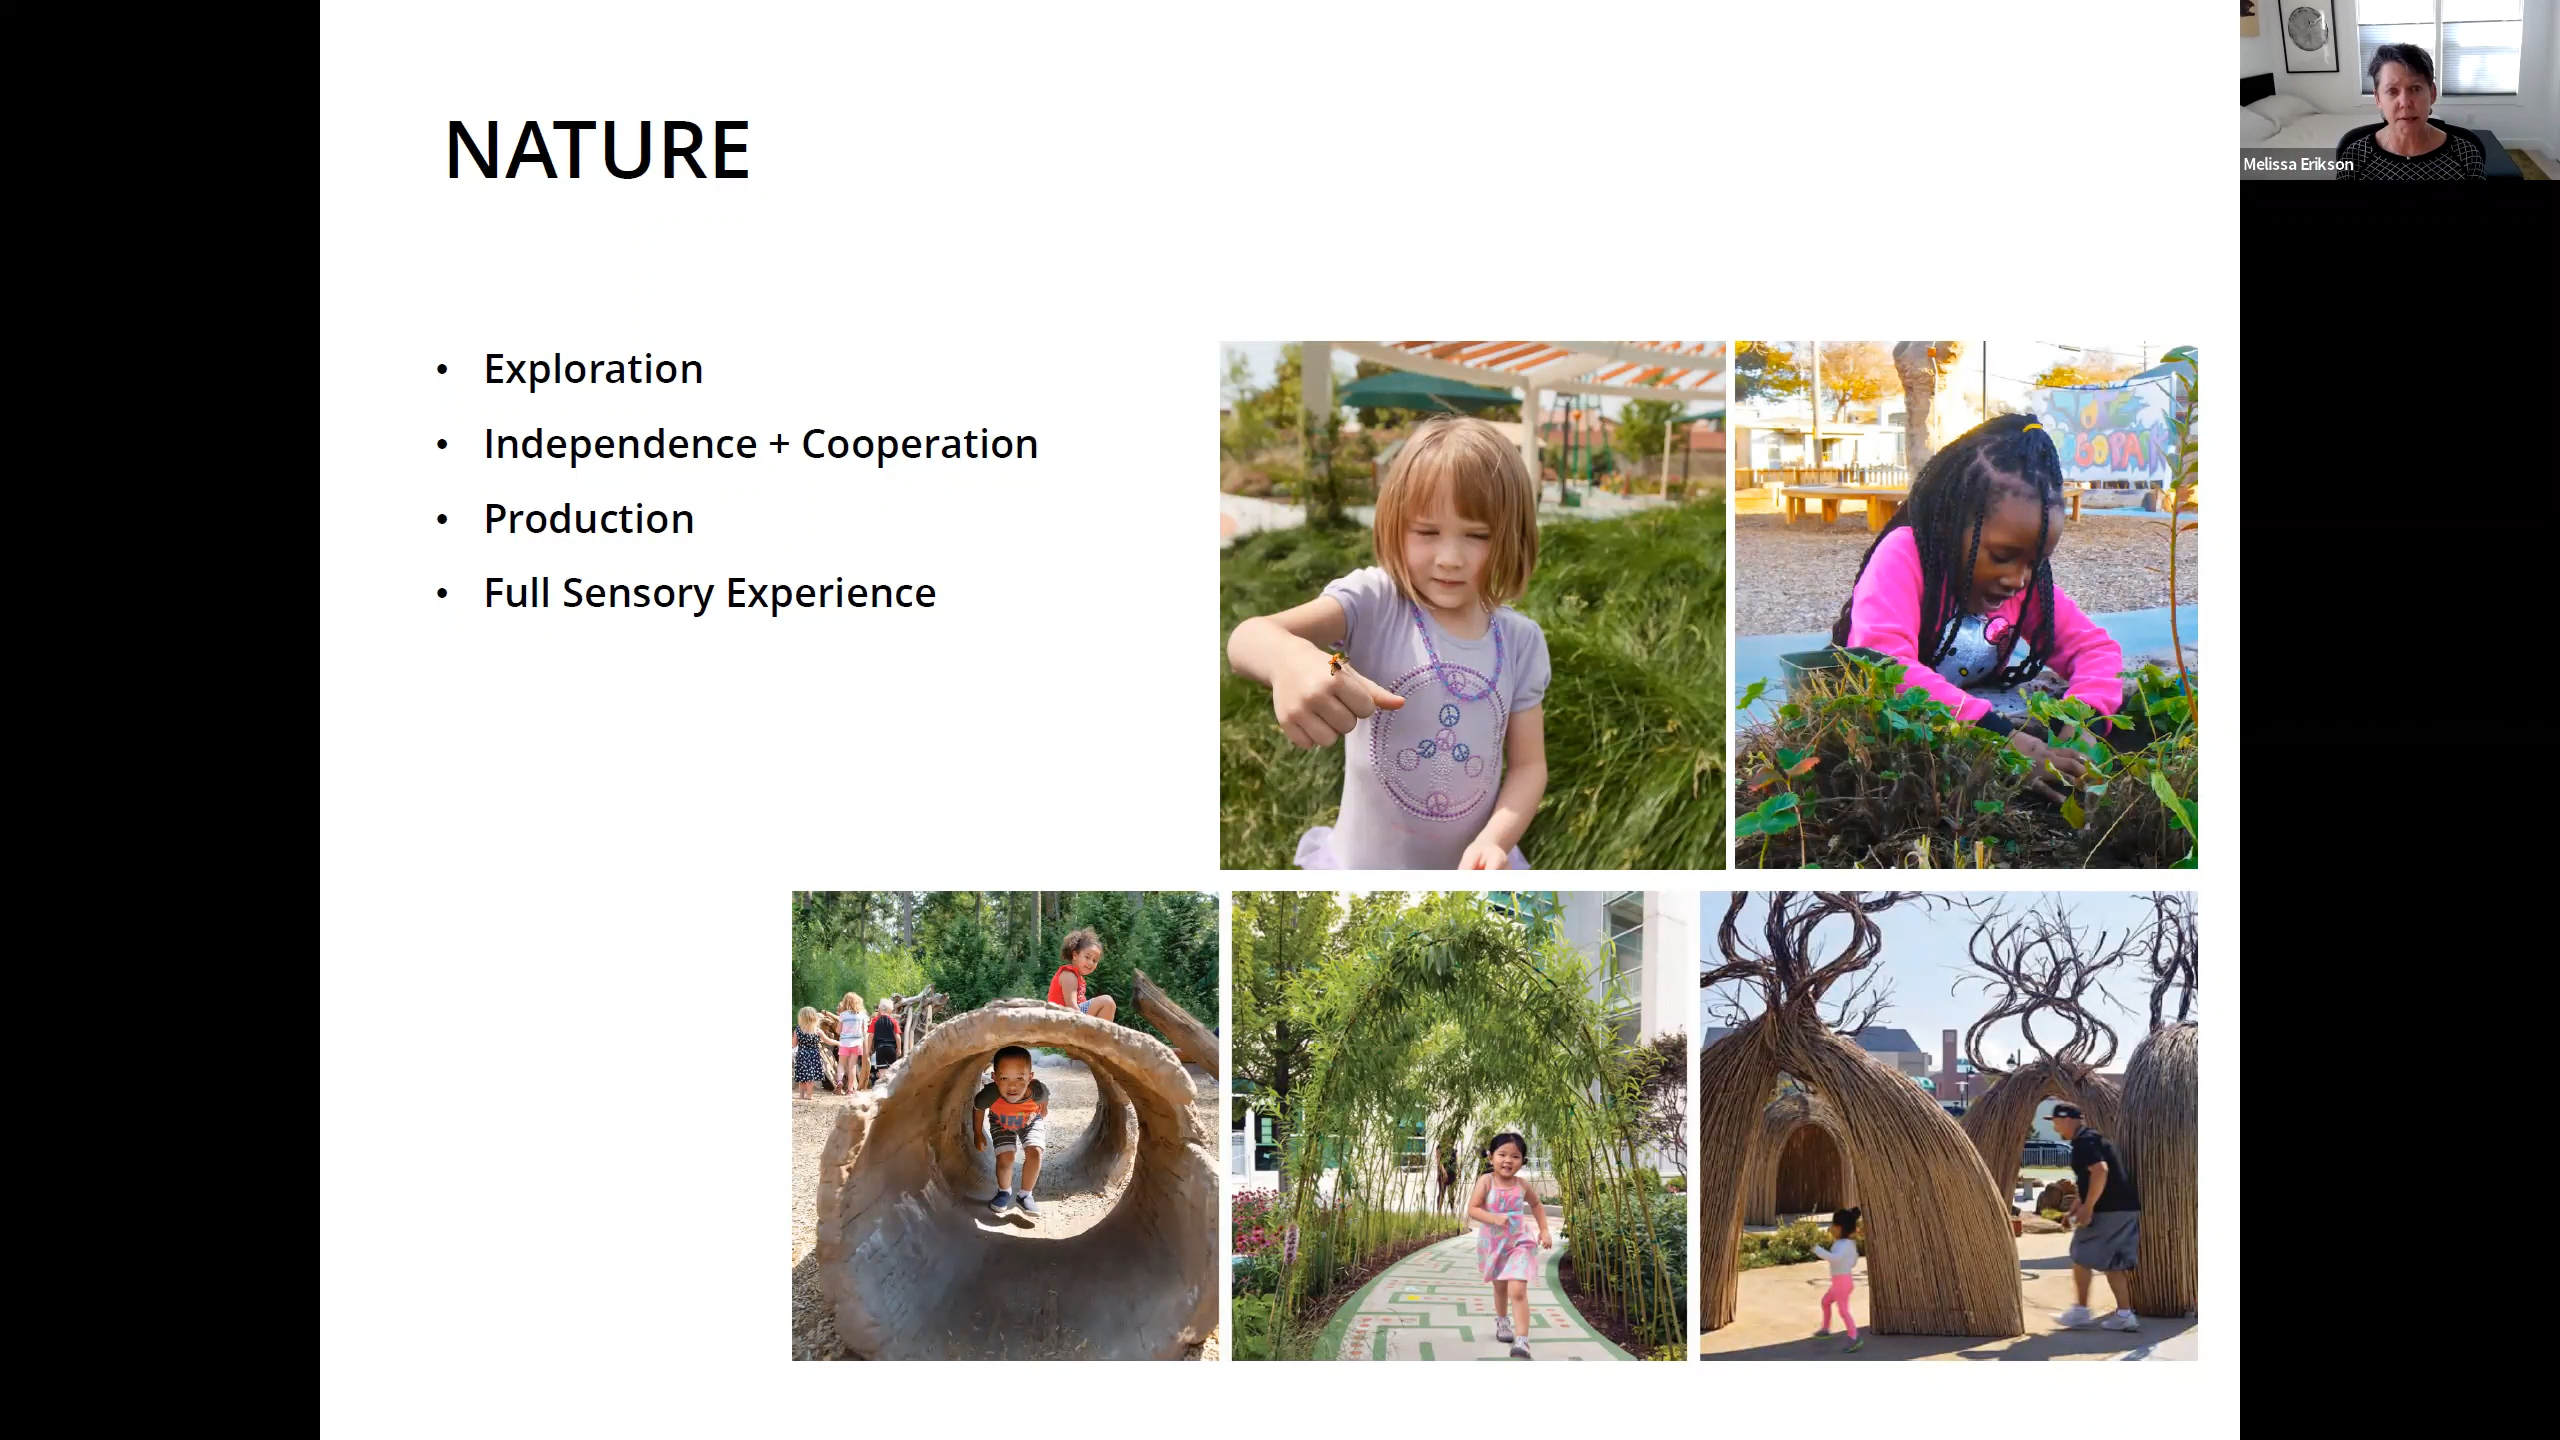 NATURE
• Exploration
• Independence + Cooperation
• Production
• Full Sensory Experience
Melissa Erikson